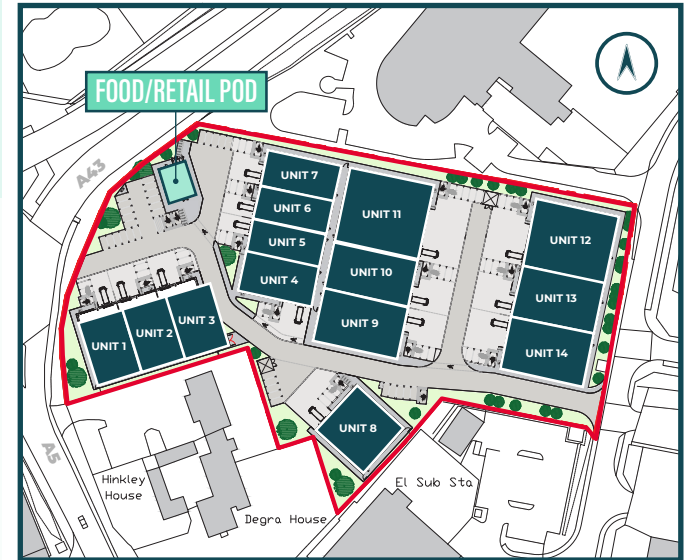 FOOD/RETAIL POD
A43
UNIT 7
UNIT 6
UNIT 5
UNIT 4
UNIT 11
UNIT 10
UNIT 9
UNIT 12
UNIT 13
UNIT 14
UNIT 1
UNIT 2
UNIT 3
UNIT 8
A5
Hinkley
House
Degra House
El Sub Sta